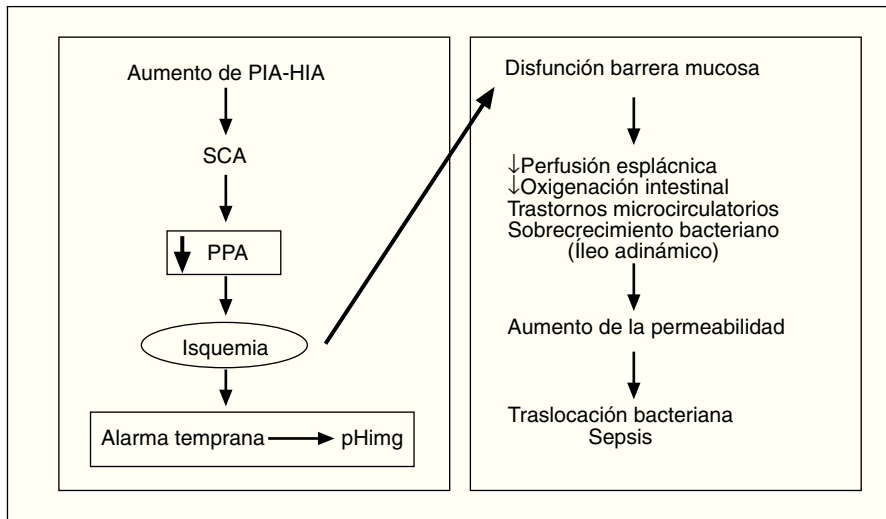 Aumento de PIA-HIA
SCA
↓ PPA
Isquemia
Alarma temprana → pHimg
Disfunción barrera mucosa
↓Perfusión esplácnica
↓Oxigenación intestinal
Trastornos microcirculatorios
Sobrecrecimiento bacteriano
(Íleo adinámico)
Aumento de la permeabilidad
Traslocación bacteriana
Sepsis